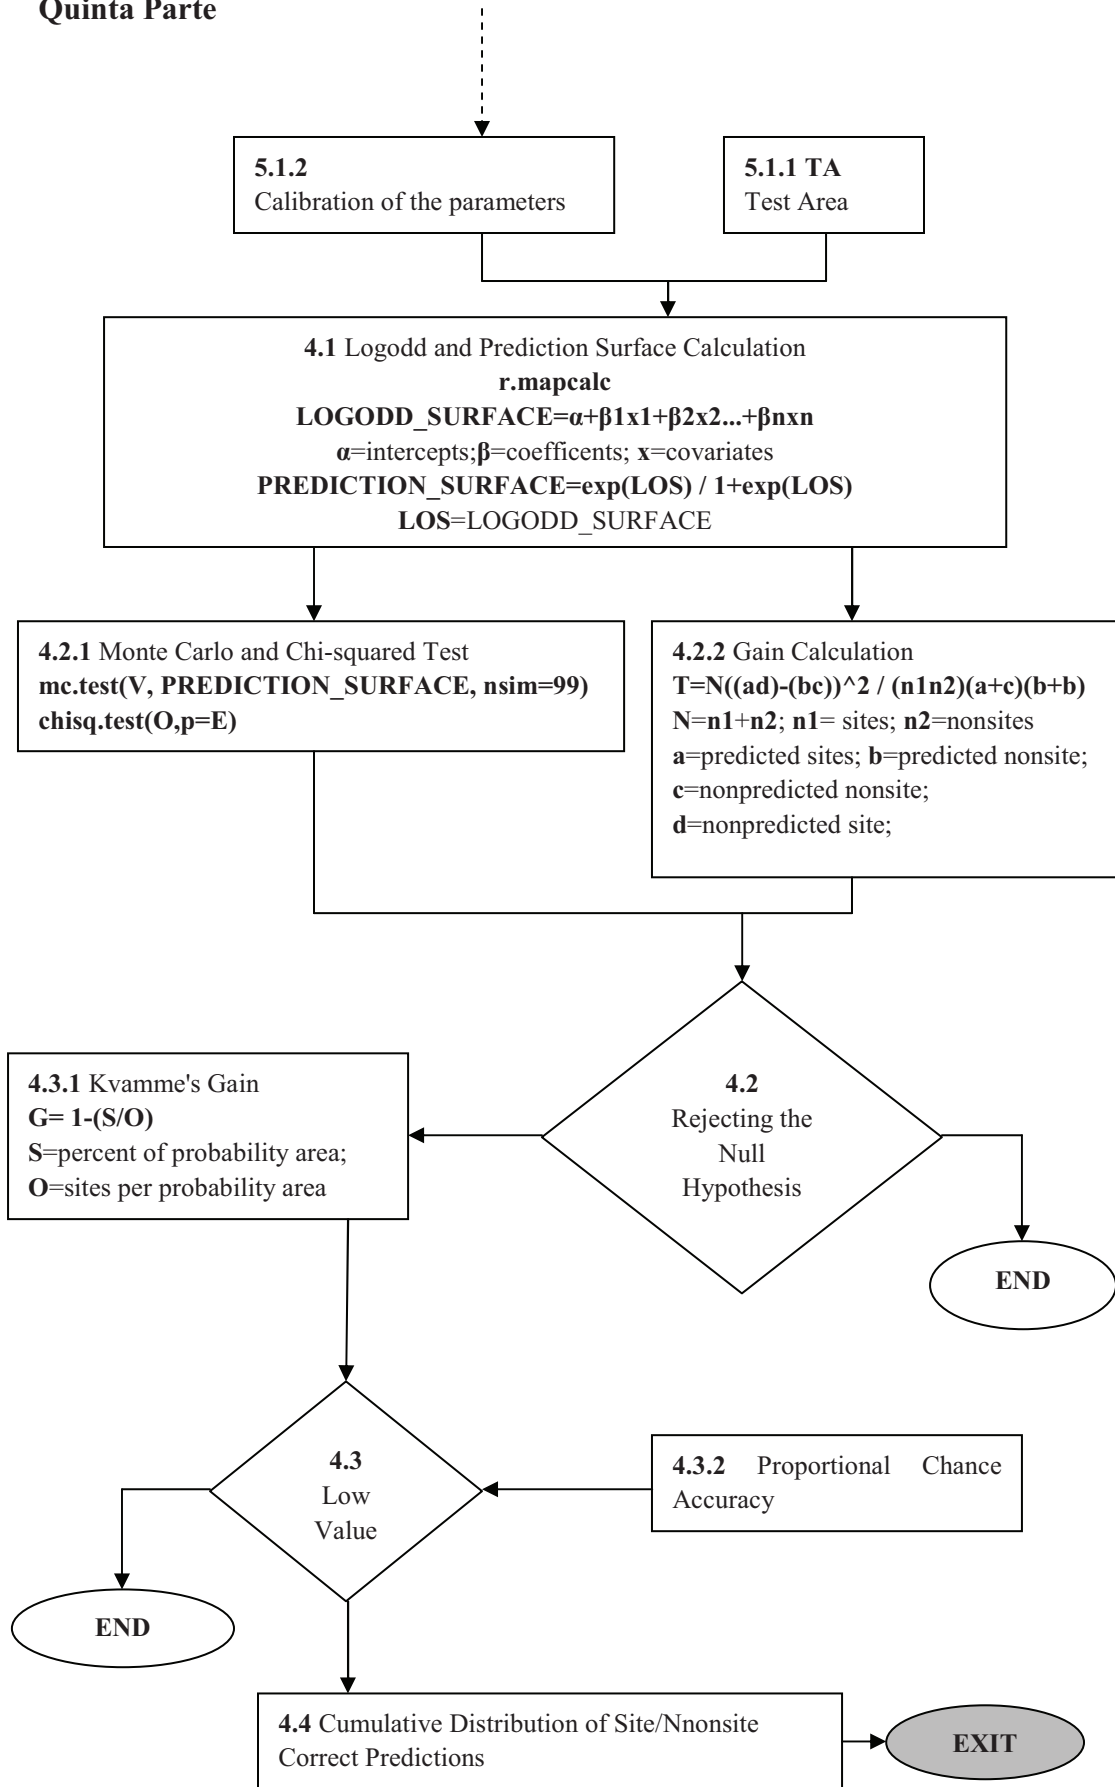 Quinta Parte
5.1.2
Calibration of the parameters
5.1.1 TA
Test Area
4.1 Logodd and Prediction Surface Calculation
r.mapcalc
LOGODD_SURFACE=α+β1x1+β2x2...+βnxn
α=intercepts;β=coefficents; x=covariates
PREDICTION_SURFACE=exp(LOS) / 1+exp(LOS)
LOS=LOGODD_SURFACE
4.2.1 Monte Carlo and Chi-squared Test
mc.test(V, PREDICTION_SURFACE, nsim=99)
chisq.test(O,p=E)
4.2.2 Gain Calculation
T=N((ad)-(bc))^2 / (n1n2)(a+c)(b+b)
N=n1+n2; n1= sites; n2=nonsites
a=predicted sites; b=predicted nonsite;
c=nonpredicted nonsite;
d=nonpredicted site;
4.2
Rejecting the
Null
Hypothesis
4.3.1 Kvamme's Gain
G= 1-(S/O)
S=percent of probability area;
O=sites per probability area
END
4.3
Low
Value
4.3.2 Proportional Chance
Accuracy
END
4.4 Cumulative Distribution of Site/Nnonsite
Correct Predictions
EXIT